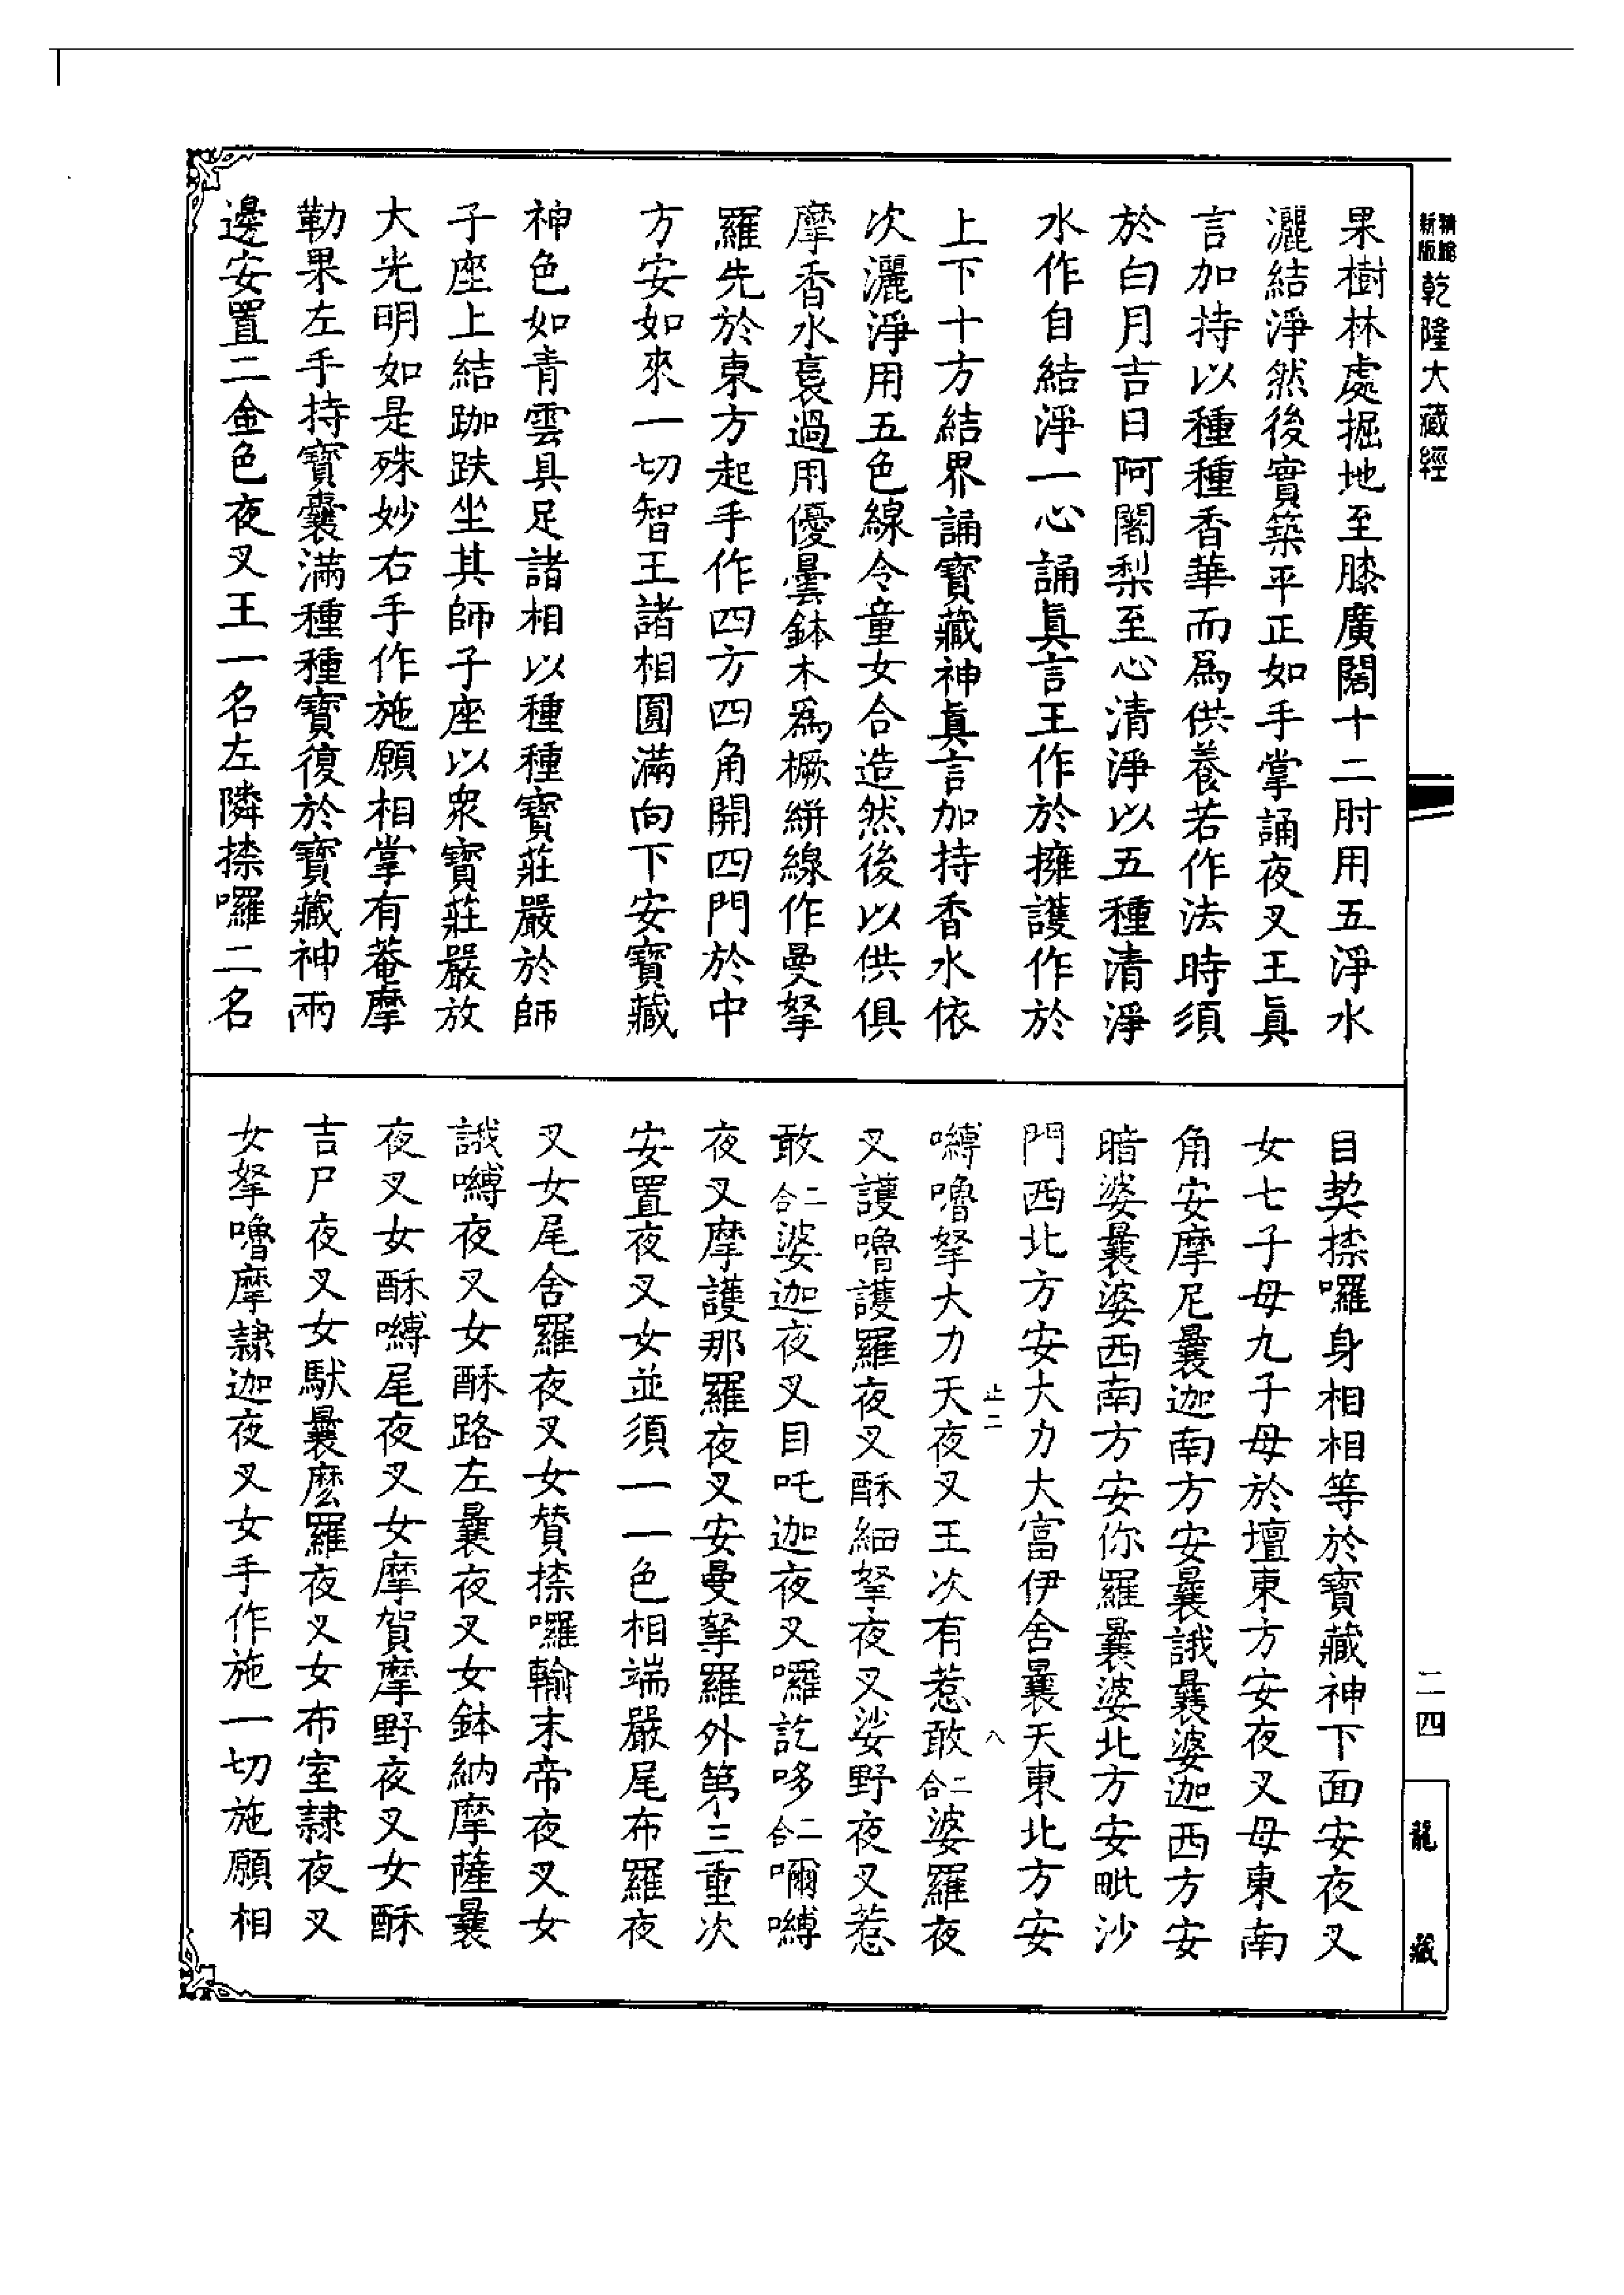 精縮新版乾隆大藏經
果樹林處掘地至膝廣闊十二肘用五淨水
灑結淨然後實築平正如手掌誦夜叉王眞
言加持以種種香華而爲供養若作法時須
於白月吉日阿闍梨至心清淨以五種清淨
水作自結淨一心誦眞言王作於擁護作於
上下十方結界誦寶藏神眞言加持香水依
次灑淨用五色線令童女合造然後以供俱
摩香水裛過用優曇鉢木爲橛絣線作曼拏
羅先於東方起手作四方四角開四門於中
方安如來一切智王諸相圓滿向下安寶藏
神色如青雲具足諸相以種種寶莊嚴於師
子座上結跏趺坐其師子座以衆寶莊嚴放
大光明如是殊妙右手作施願相掌有菴摩
勒果左手持寶囊滿種種寶復於寶藏神兩
邊安置二金色夜叉王一名左隣捺囉二名
目契捺囉身相相等於寶藏神下面安夜叉
女七子母九子母於壇東方安夜叉母東南
角安摩尼曩迦南方安曩誐曩婆迦西方安
暗婆曩婆西南方安你羅曩婆北方安毗沙
門西北方安大力大富伊舍曩天東北方安
止二 八
嚩嚕拏大力天夜叉王次有惹敢二合婆羅夜
叉護嚕護羅夜叉酥細拏夜叉娑野夜叉惹
敢二合婆迦夜叉目吒迦夜叉囉訖哆二合嚩
夜叉摩護那羅夜叉安曼拏羅外第三重次
安置夜叉女並須一一色相端嚴尾布羅夜
叉女尾舍羅夜叉女賛捺囉輸末帝夜叉女
誐嚩夜叉女酥路左曩夜叉女鉢納摩薩曩
夜叉女酥嚩尾夜叉女摩賀摩野夜叉女酥
吉尸夜叉女馱曩麽羅夜叉女布室隸夜叉
女拏嚕摩隸迦夜叉女手作施一切施願相
二四
龍藏